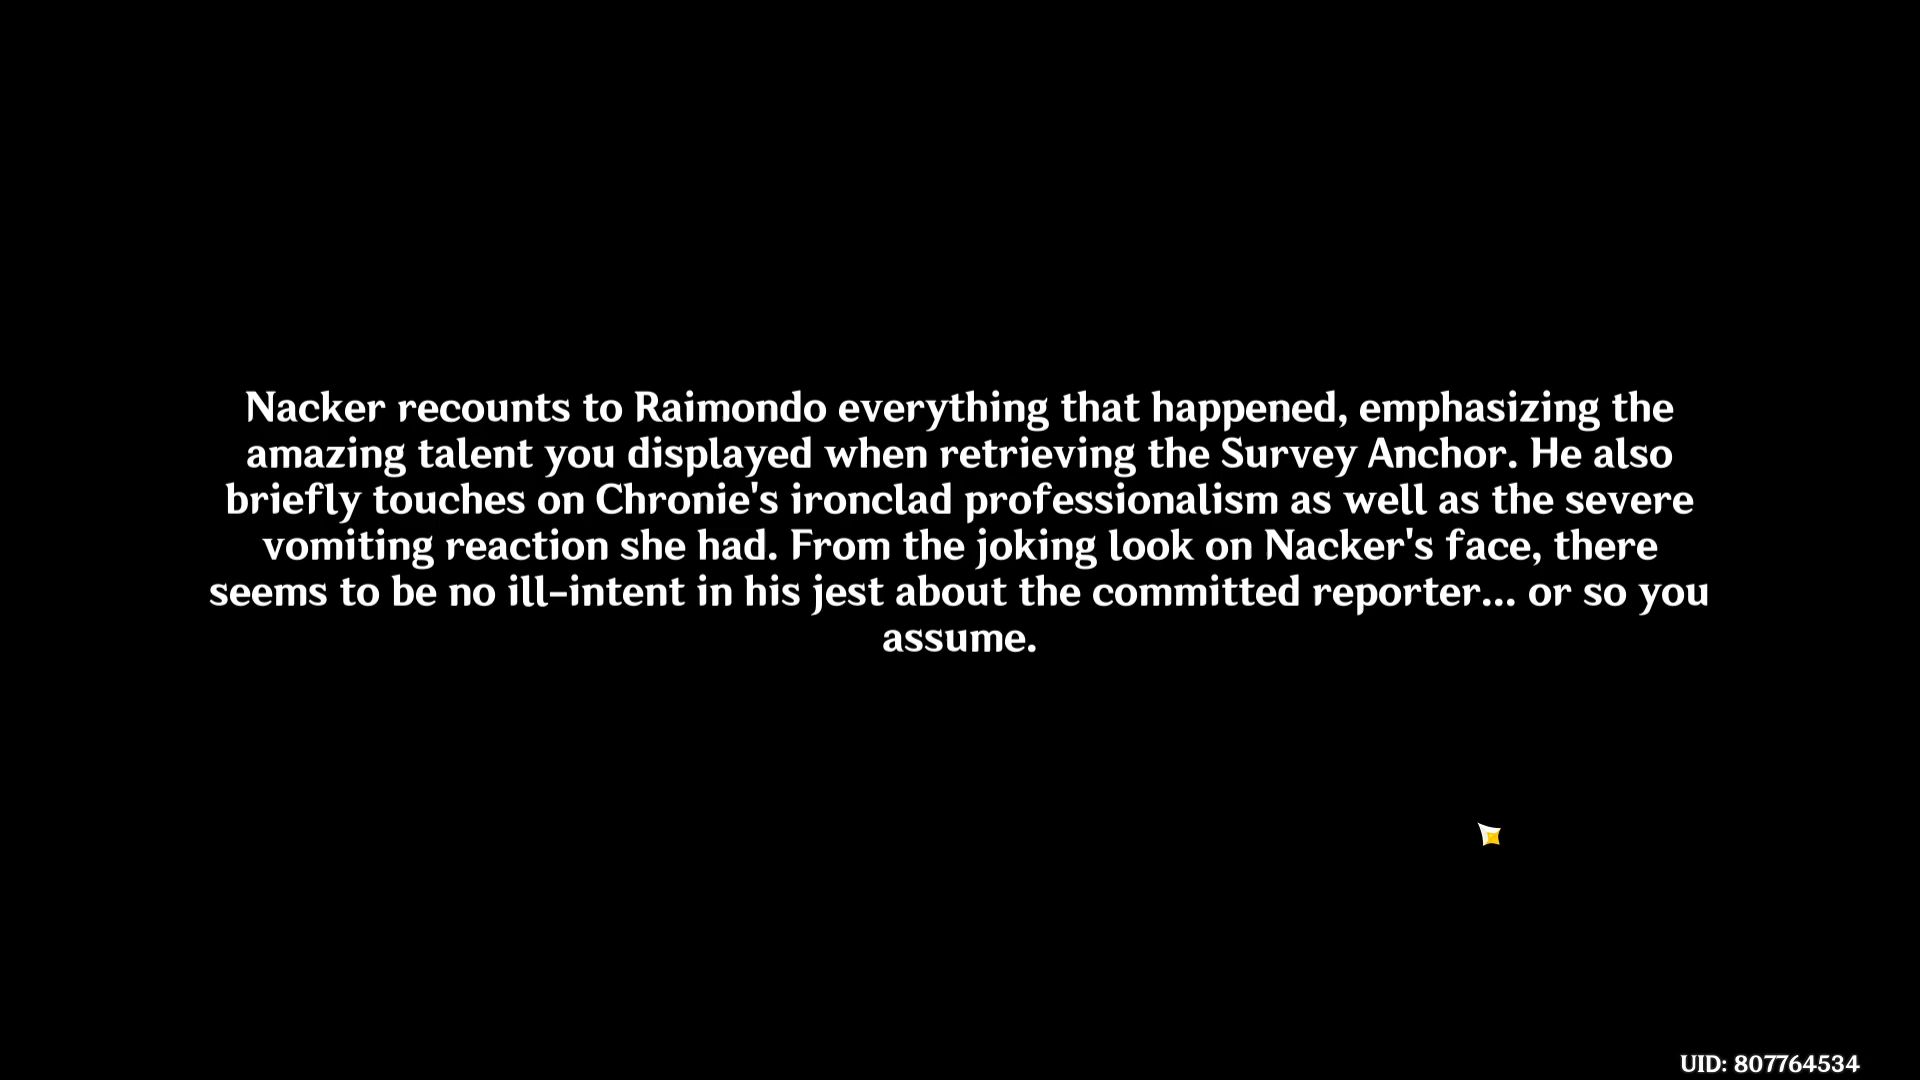 Nacker recounts to Raimondo everything that happened, emphasizing the
amazing talent you displayed when retrieving the Survey Anchor. He also
briefly touches on Chronie's ironclad professionalism as well as the severe
vomiting reaction she had. From the joking look on Nacker's face, there
seems to be no ill-intent in his jest about the committed reporter... or so you
assume.
UID: 807764534